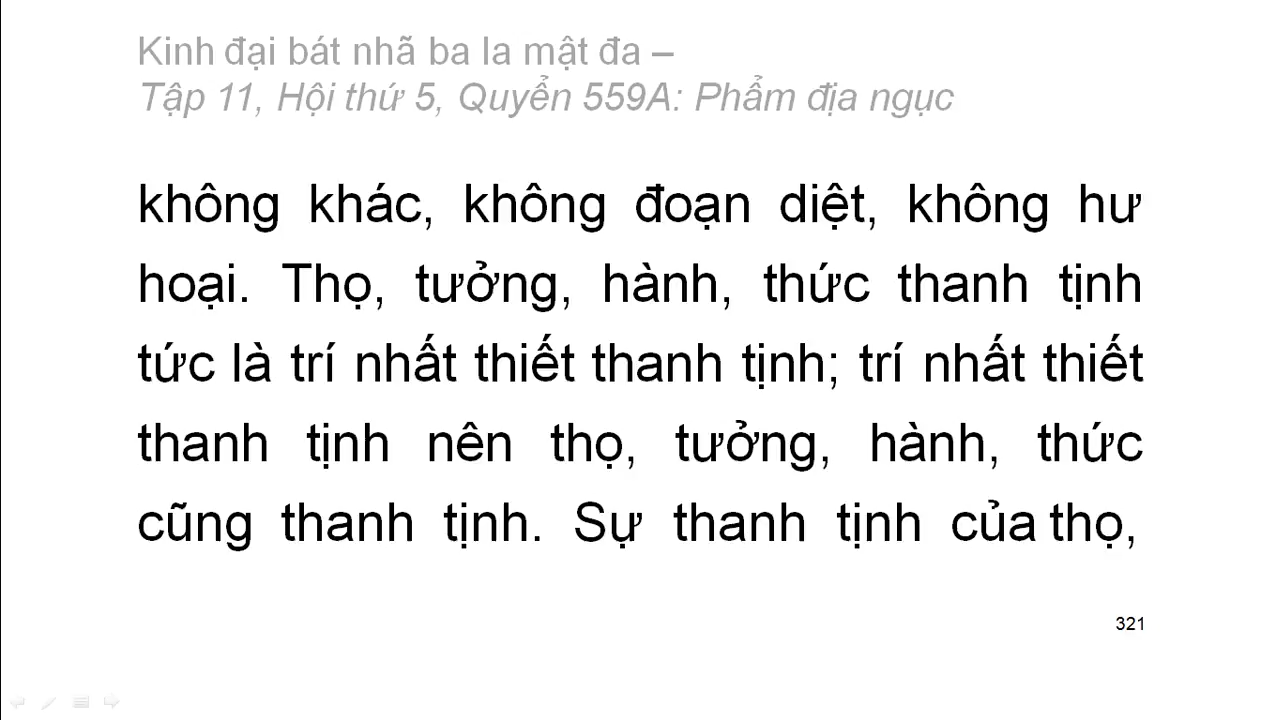 Kinh đại bát nhã ba la mật đa –
Tập 11, Hội thứ 5, Quyển 559A: Phẩm địa ngục
không khác, không đoạn diệt, không hư
hoại. Thọ, tưởng, hành, thức thanh tịnh
tức là trí nhất thiết thanh tịnh; trí nhất thiết
thanh tịnh nên thọ, tưởng, hành, thức
cũng thanh tịnh. Sự thanh tịnh của thọ,
321